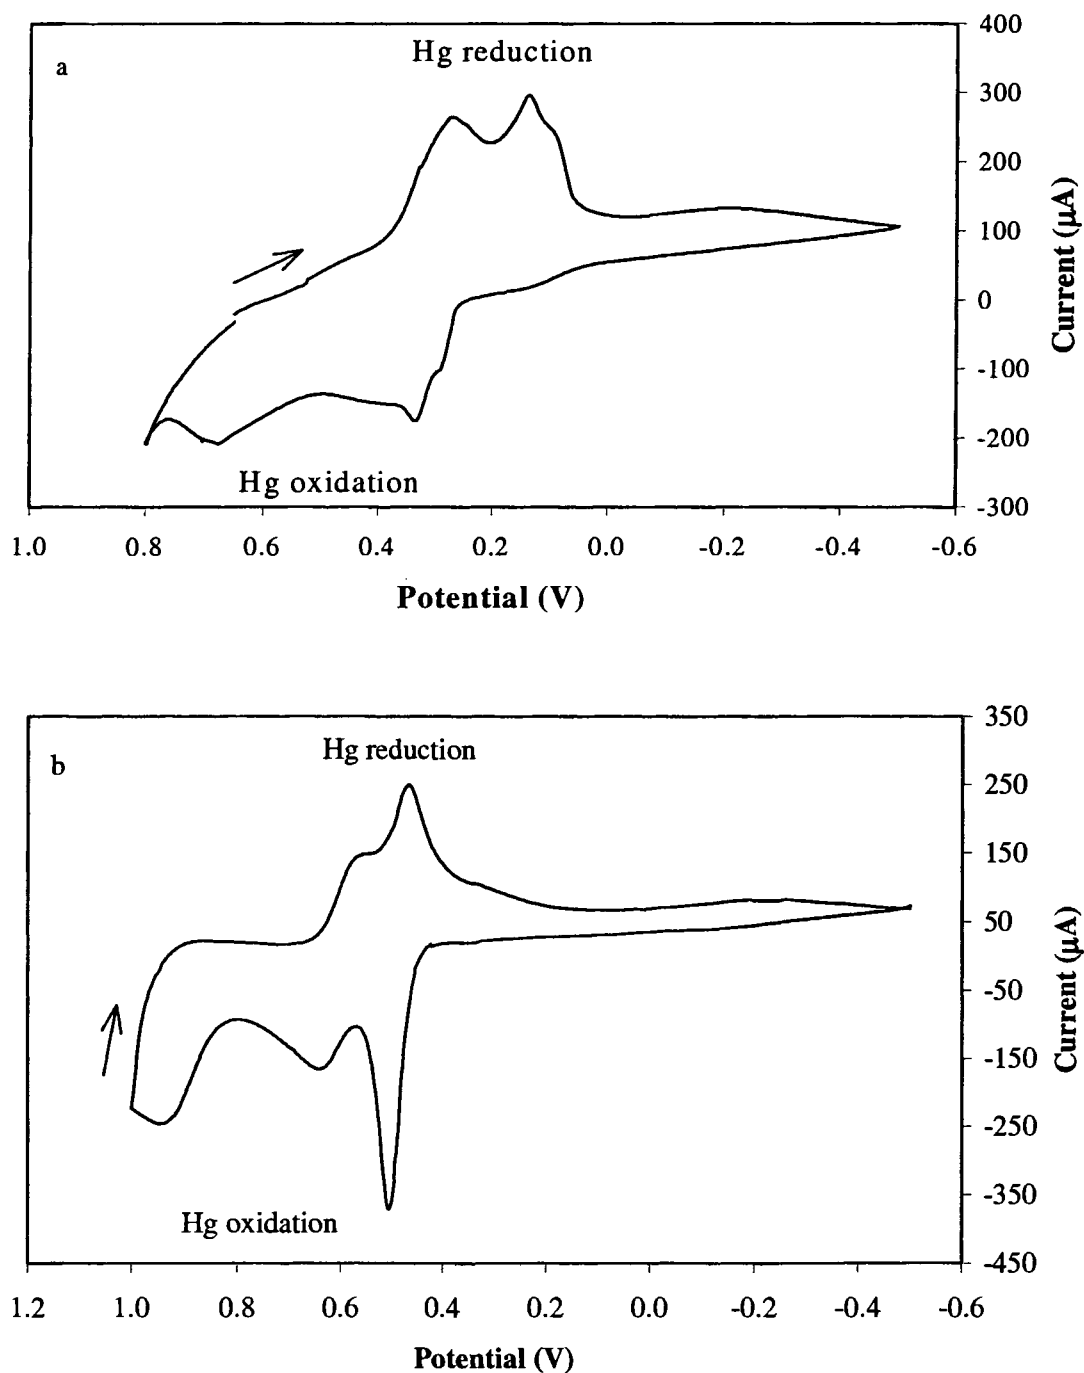 a
Hg reduction
400
300
200
100
0
-100
-200
-300
Current (µA)
Hg oxidation
1.0 0.8 0.6 0.4 0.2 0.0 -0.2 -0.4 -0.6
Potential (V)
b
Hg reduction
350
250
150
50
-50
-150
-250
-350
-450
Current (µA)
Hg oxidation
1.2 1.0 0.8 0.6 0.4 0.2 0.0 -0.2 -0.4 -0.6
Potential (V)